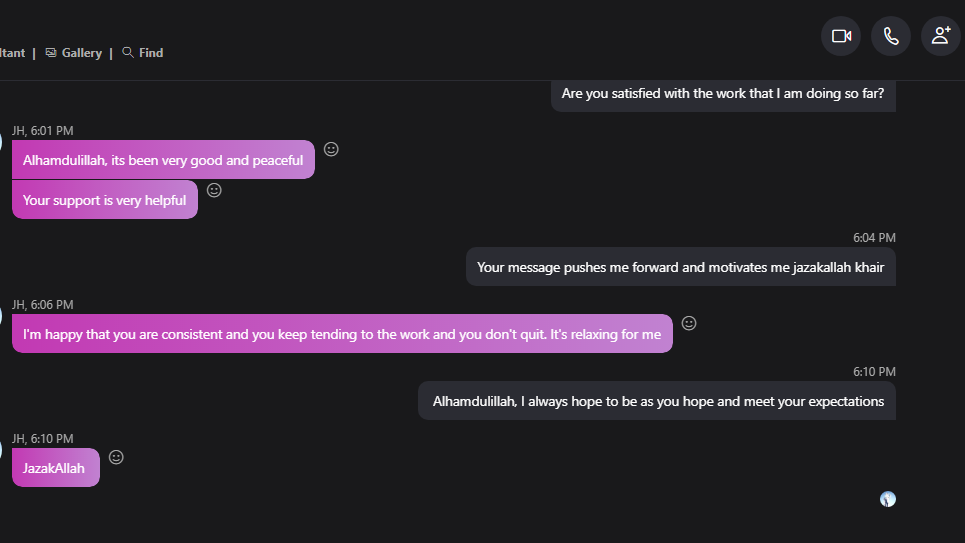 ltant | Gallery | Find
Are you satisfied with the work that I am doing so far?
JH, 6:01 PM
Alhamdulillah, its been very good and peaceful
Your support is very helpful
6:04 PM
Your message pushes me forward and motivates me jazakallah khair
JH, 6:06 PM
I'm happy that you are consistent and you keep tending to the work and you don't quit. It's relaxing for me
6:10 PM
Alhamdulillah, I always hope to be as you hope and meet your expectations
JH, 6:10 PM
JazakAllah